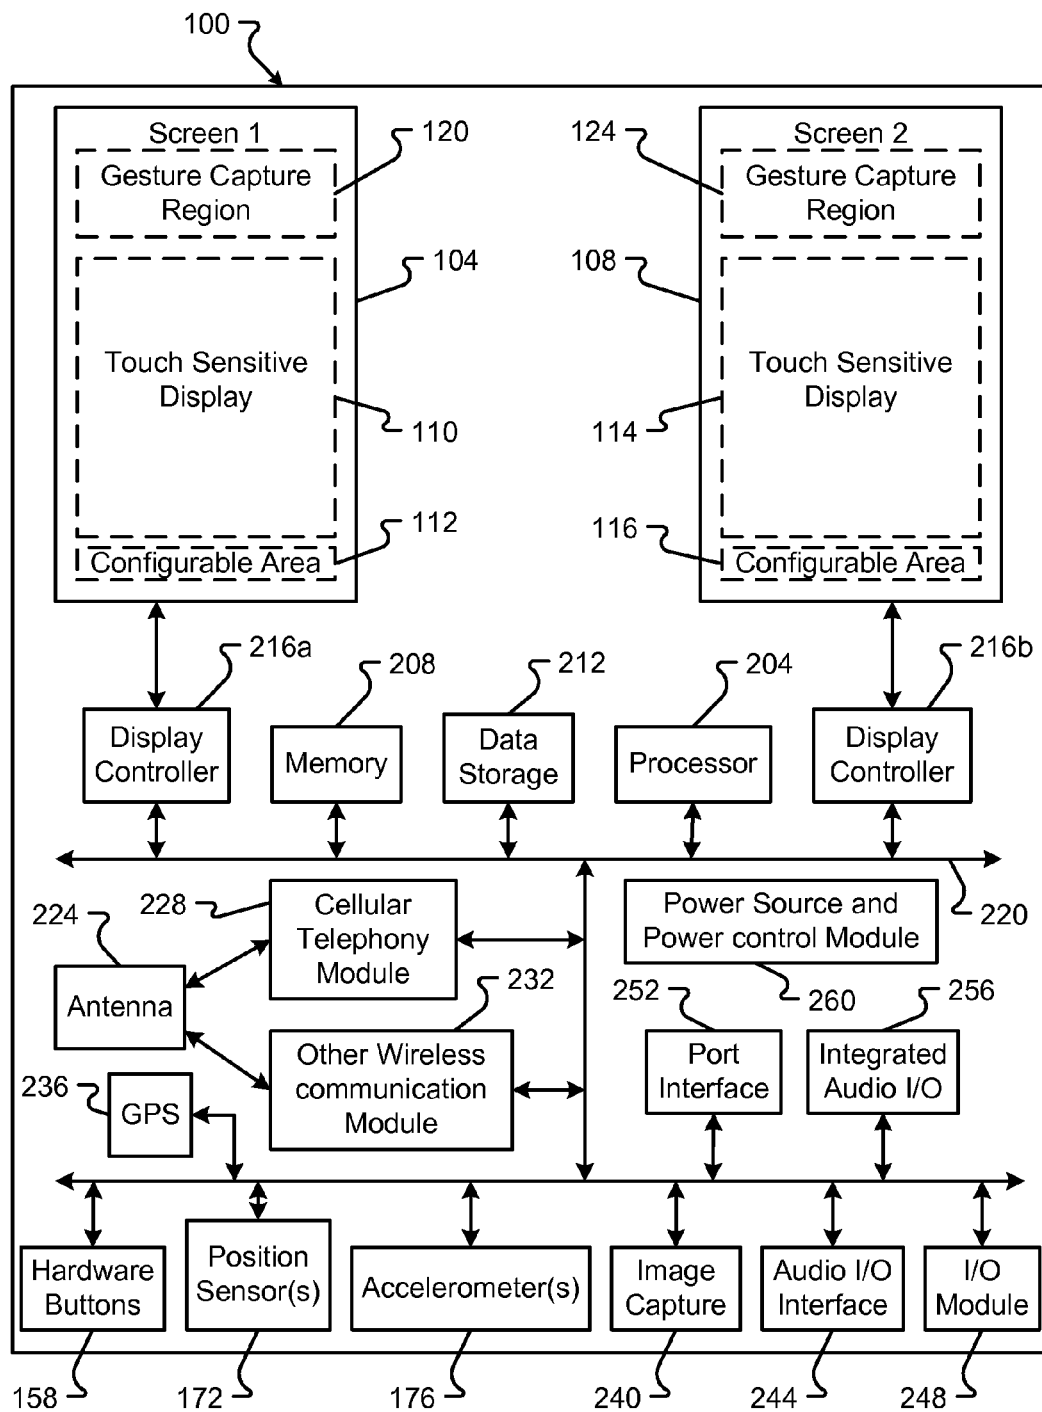 100
Screen 1
Gesture Capture
Region
120
104
Touch Sensitive
Display
110
112
Configurable Area
Screen 2
Gesture Capture
Region
124
108
Touch Sensitive
Display
114
116
Configurable Area
216a
208
212
204
216b
Display
Controller
Memory
Data
Storage
Processor
Display
Controller
228
224
Cellular
Telephony
Module
Power Source and
Power control Module
220
Antenna
232
252
260
256
Other Wireless
communication
Module
Port
Interface
Integrated
Audio I/O
236
GPS
Hardware
Buttons
Position
Sensor(s)
Accelerometer(s)
Image
Capture
Audio I/O
Interface
I/O
Module
158
172
176
240
244
248